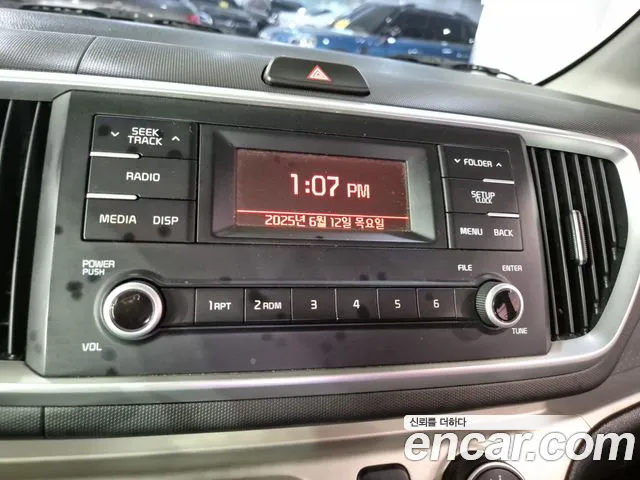 SEEK
TRACK
RADIO
MEDIA DISP
POWER
PUSH
VOL
1:07 PM
2025년 6월 12일 목요일
FOLDER
SETUP
CLOCK
MENU BACK
FILE ENTER
1 RPT 2 RDM 3 4 5 6
TUNE
신뢰를 더하다
encar.com